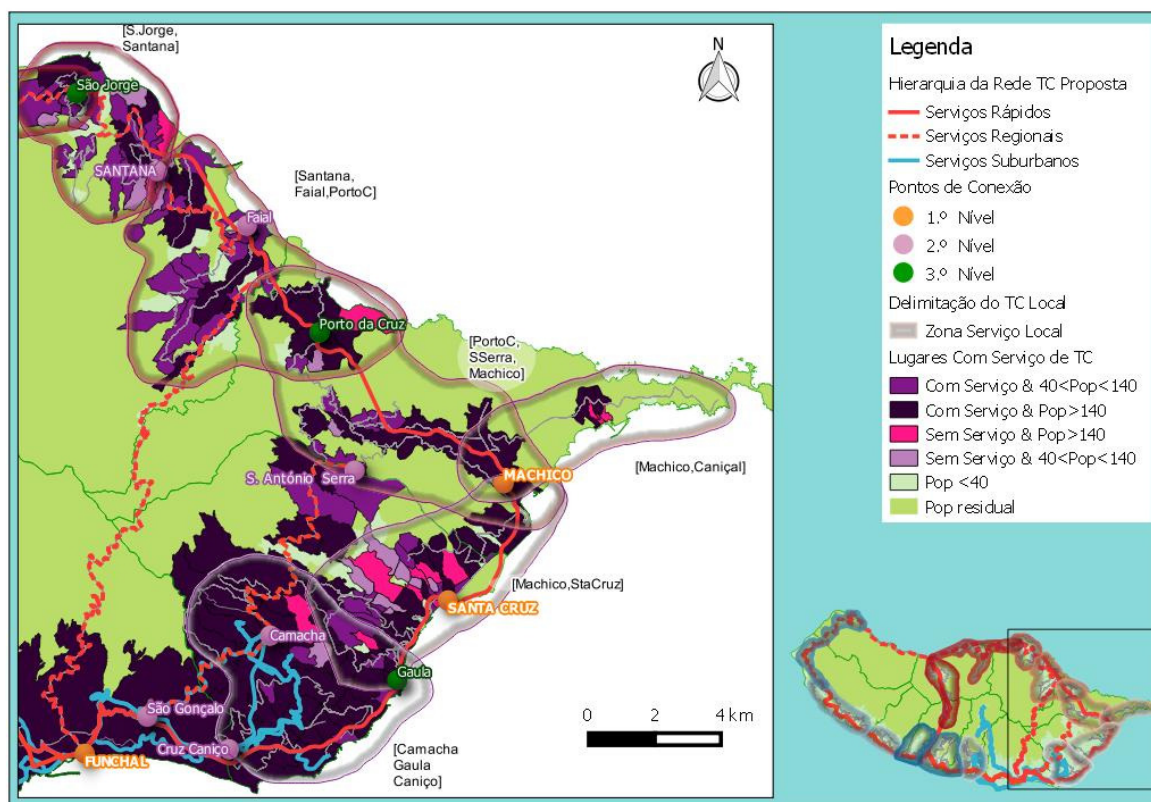 [S.Jorge,
Santana]
São Jorge
SANTANA
[Santana,
Faial,PortoC]
Faial
Porto da Cruz
[PortoC,
SSerra,
Machico]
S. António Serra
MACHICO
[Machico,Caniçal]
[Machico,StaCruz]
SANTA CRUZ
Camacha
Gaula
São Gonçalo
Cruz Caniço
FUNCHAL
[Camacha
Gaula
Caniço]
N
0 2 4 km
Legenda
Hierarquia da Rede TC Proposta
Serviços Rápidos
Serviços Regionais
Serviços Suburbanos
Pontos de Conexão
1.º Nível
2.º Nível
3.º Nível
Delimitação do TC Local
Zona Serviço Local
Lugares Com Serviço de TC
Com Serviço & 40<Pop<140
Com Serviço & Pop>140
Sem Serviço & Pop>140
Sem Serviço & 40<Pop<140
Pop <40
Pop residual